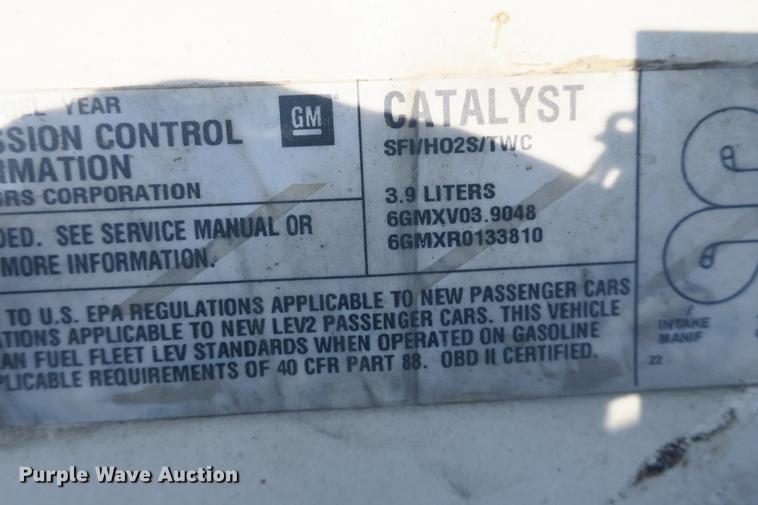 YEAR
SSION CONTROL
RMATION
RS CORPORATION
DED. SEE SERVICE MANUAL OR
MORE INFORMATION.
GM
CATALYST
SFI/HO2S/TWC
3.9 LITERS
6GMXV03.9048
6GMXR0133810
TO U.S. EPA REGULATIONS APPLICABLE TO NEW PASSENGER CARS
TIONS APPLICABLE TO NEW LEV2 PASSENGER CARS. THIS VEHICLE
AN FUEL FLEET LEV STANDARDS WHEN OPERATED ON GASOLINE
PLICABLE REQUIREMENTS OF 40 CFR PART 88. OBD II CERTIFIED.
INTAKE
MANIF
22
Purple Wave Auction